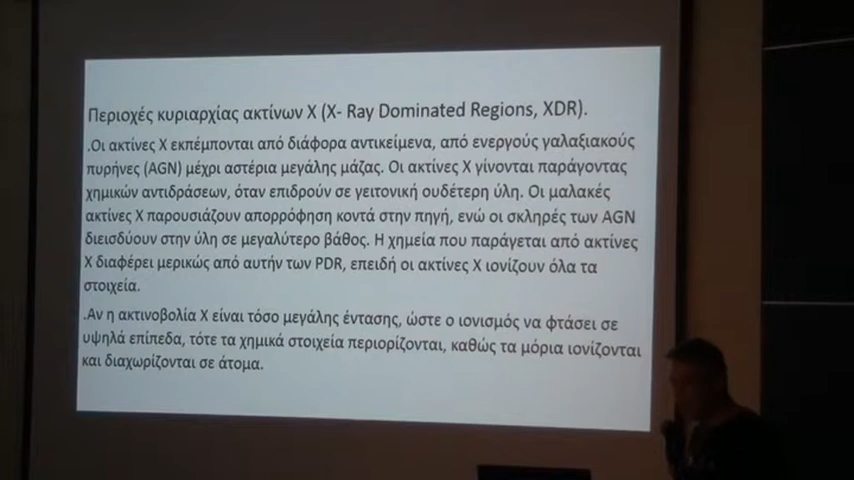 Περιοχές κυριαρχίας ακτίνων Χ (X- Ray Dominated Regions, XDR).
.Οι ακτίνες Χ εκπέμπονται από διάφορα αντικείμενα, από ενεργούς γαλαξιακούς
πυρήνες (AGN) μέχρι αστέρια μεγάλης μάζας. Οι ακτίνες Χ γίνονται παράγοντας
χημικών αντιδράσεων, όταν επιδρούν σε γειτονική ουδέτερη ύλη. Οι μαλακές
ακτίνες Χ παρουσιάζουν απορρόφηση κοντά στην πηγή, ενώ οι σκληρές των AGN
διεισδύουν στην ύλη σε μεγαλύτερο βάθος. Η χημεία που παράγεται από ακτίνες
Χ διαφέρει μερικώς από αυτήν των PDR, επειδή οι ακτίνες Χ ιονίζουν όλα τα
στοιχεία.
.Αν η ακτινοβολία Χ είναι τόσο μεγάλης έντασης, ώστε ο ιονισμός να φτάσει σε
υψηλά επίπεδα, τότε τα χημικά στοιχεία περιορίζονται, καθώς τα μόρια ιονίζονται
και διαχωρίζονται σε άτομα.